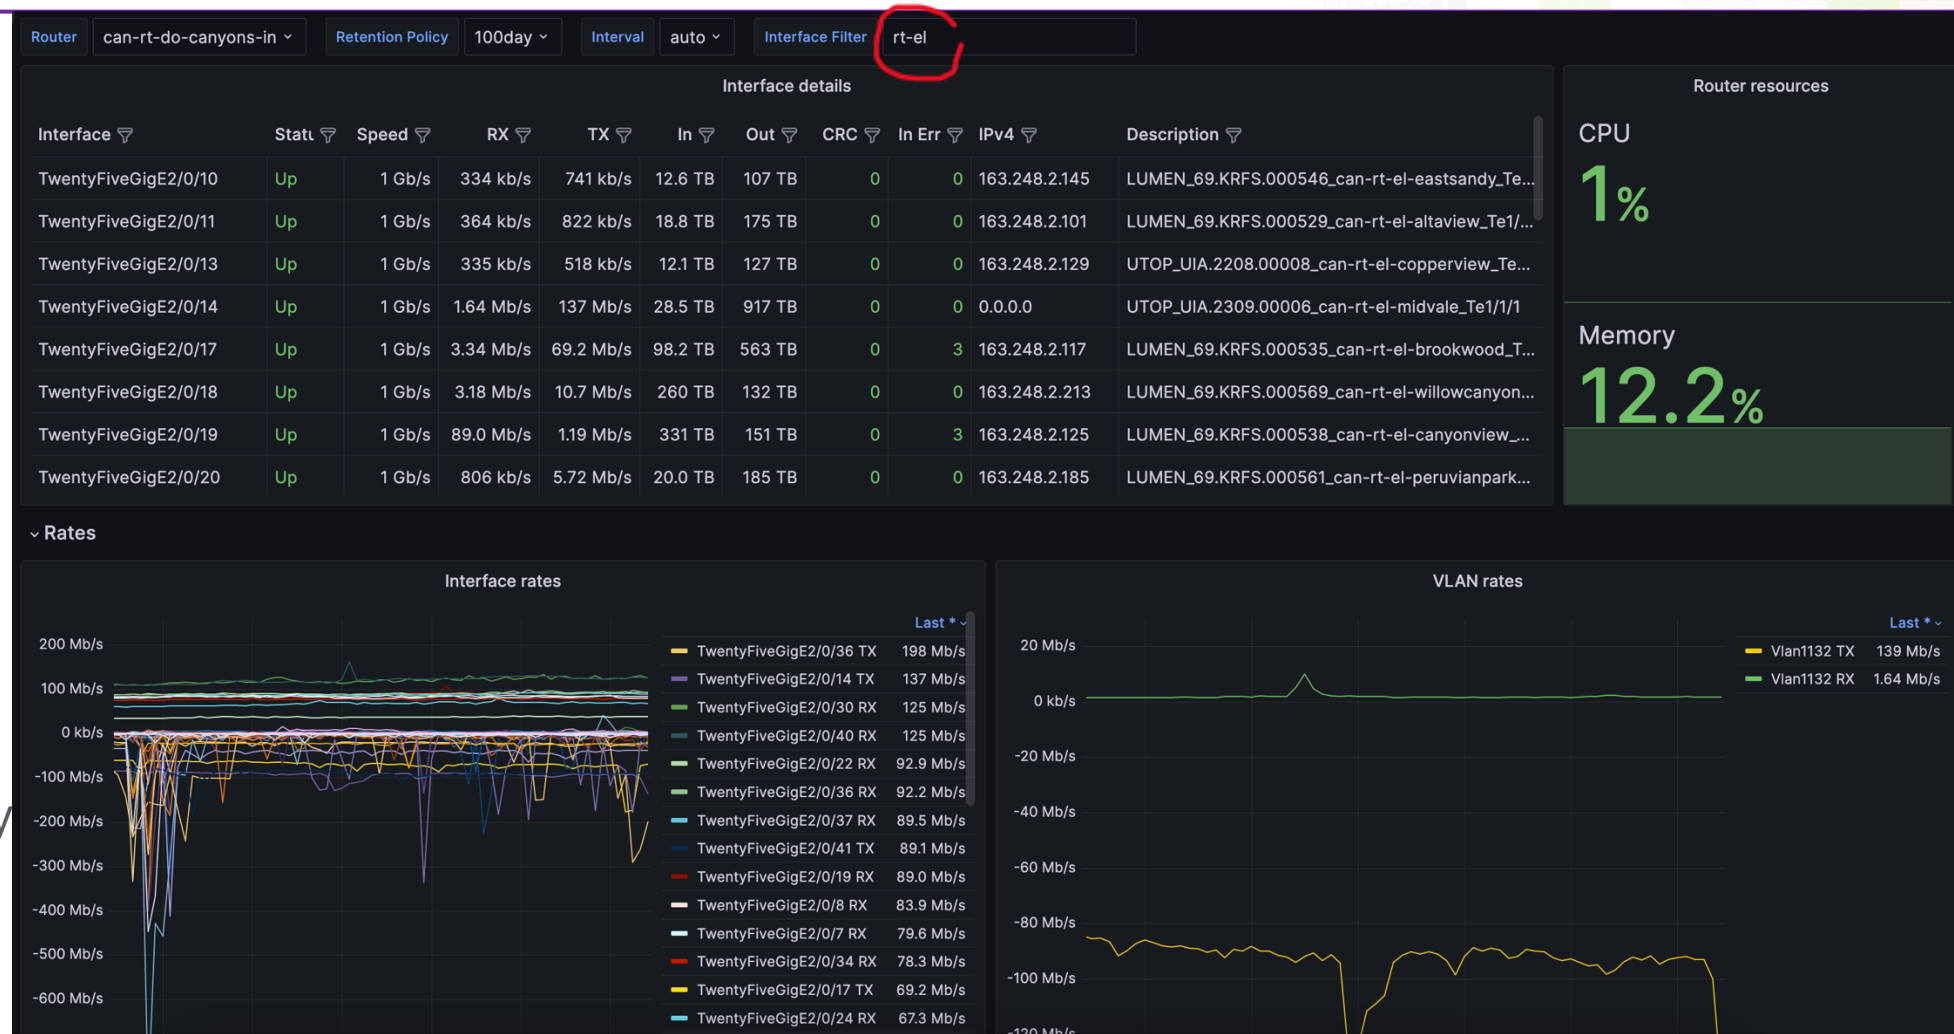 Router can-rt-do-canyons-in Retention Policy 100day Interval auto Interface Filter rt-el
Interface details
Interface Statu Speed RX TX In Out CRC In Err IPv4 Description
TwentyFiveGigE2/0/10 Up 1 Gb/s 334 kb/s 741 kb/s 12.6 TB 107 TB 0 0 163.248.2.145 LUMEN_69.KRFS.000546_can-rt-el-eastsandy_Te...
TwentyFiveGigE2/0/11 Up 1 Gb/s 364 kb/s 822 kb/s 18.8 TB 175 TB 0 0 163.248.2.101 LUMEN_69.KRFS.000529_can-rt-el-altaview_Te1/...
TwentyFiveGigE2/0/13 Up 1 Gb/s 335 kb/s 518 kb/s 12.1 TB 127 TB 0 0 163.248.2.129 UTOP_UIA.2208.00008_can-rt-el-copperview_Te...
TwentyFiveGigE2/0/14 Up 1 Gb/s 1.64 Mb/s 137 Mb/s 28.5 TB 917 TB 0 0 0.0.0.0 UTOP_UIA.2309.00006_can-rt-el-midvale_Te1/1/1
TwentyFiveGigE2/0/17 Up 1 Gb/s 3.34 Mb/s 69.2 Mb/s 98.2 TB 563 TB 0 3 163.248.2.117 LUMEN_69.KRFS.000535_can-rt-el-brookwood_T...
TwentyFiveGigE2/0/18 Up 1 Gb/s 3.18 Mb/s 10.7 Mb/s 260 TB 132 TB 0 0 163.248.2.213 LUMEN_69.KRFS.000569_can-rt-el-willowcanyon...
TwentyFiveGigE2/0/19 Up 1 Gb/s 89.0 Mb/s 1.19 Mb/s 331 TB 151 TB 0 3 163.248.2.125 LUMEN_69.KRFS.000538_can-rt-el-canyonview_...
TwentyFiveGigE2/0/20 Up 1 Gb/s 806 kb/s 5.72 Mb/s 20.0 TB 185 TB 0 0 163.248.2.185 LUMEN_69.KRFS.000561_can-rt-el-peruvianpark...
Router resources
CPU
1%
Memory
12.2%
Rates
Interface rates
200 Mb/s
100 Mb/s
0 kb/s
-100 Mb/s
-200 Mb/s
-300 Mb/s
-400 Mb/s
-500 Mb/s
-600 Mb/s
Last *
TwentyFiveGigE2/0/36 TX 198 Mb/s
TwentyFiveGigE2/0/14 TX 137 Mb/s
TwentyFiveGigE2/0/30 RX 125 Mb/s
TwentyFiveGigE2/0/40 RX 125 Mb/s
TwentyFiveGigE2/0/22 RX 92.9 Mb/s
TwentyFiveGigE2/0/36 RX 92.2 Mb/s
TwentyFiveGigE2/0/37 RX 89.5 Mb/s
TwentyFiveGigE2/0/41 TX 89.1 Mb/s
TwentyFiveGigE2/0/19 RX 89.0 Mb/s
TwentyFiveGigE2/0/8 RX 83.9 Mb/s
TwentyFiveGigE2/0/7 RX 79.6 Mb/s
TwentyFiveGigE2/0/34 RX 78.3 Mb/s
TwentyFiveGigE2/0/17 TX 69.2 Mb/s
TwentyFiveGigE2/0/24 RX 67.3 Mb/s
VLAN rates
20 Mb/s
0 kb/s
-20 Mb/s
-40 Mb/s
-60 Mb/s
-80 Mb/s
-100 Mb/s
-120 Mb/s
Last *
Vlan1132 TX 139 Mb/s
Vlan1132 RX 1.64 Mb/s